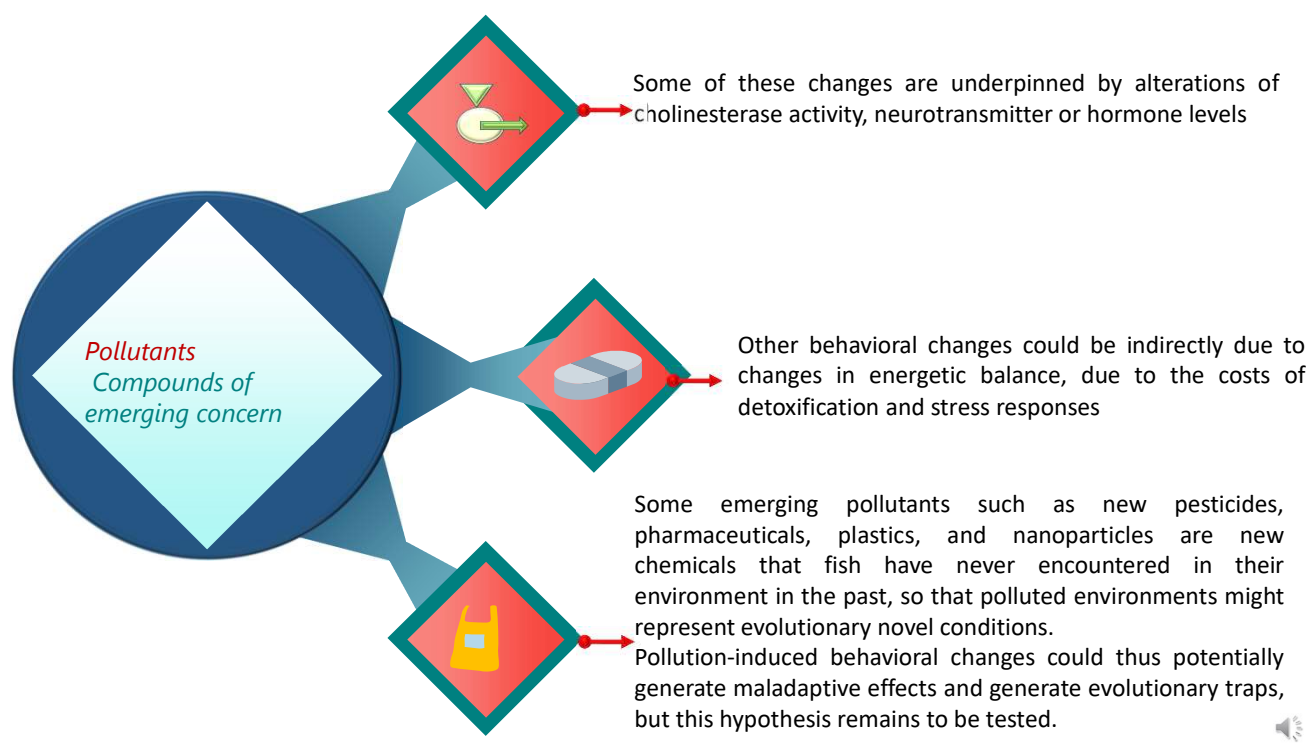 Some of these changes are underpinned by alterations of
cholinesterase activity, neurotransmitter or hormone levels
Pollutants
Compounds of
emerging concern
Other behavioral changes could be indirectly due to
changes in energetic balance, due to the costs of
detoxification and stress responses
Some emerging pollutants such as new pesticides,
pharmaceuticals, plastics, and nanoparticles are new
chemicals that fish have never encountered in their
environment in the past, so that polluted environments might
represent evolutionary novel conditions.
Pollution-induced behavioral changes could thus potentially
generate maladaptive effects and generate evolutionary traps,
but this hypothesis remains to be tested.